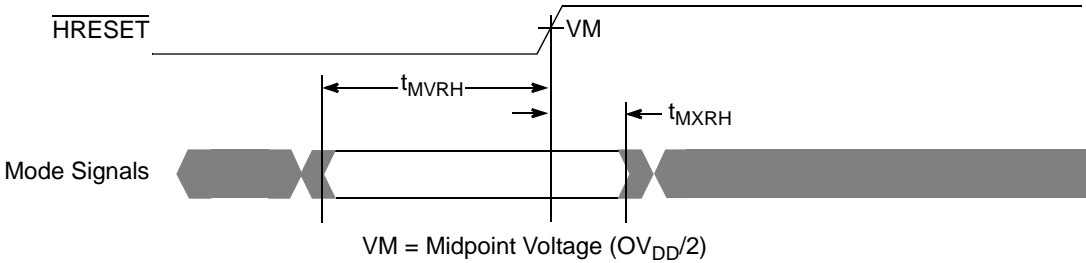 HRESET
VM
tMVRH
tMXRH
Mode Signals
VM = Midpoint Voltage (OVDD/2)